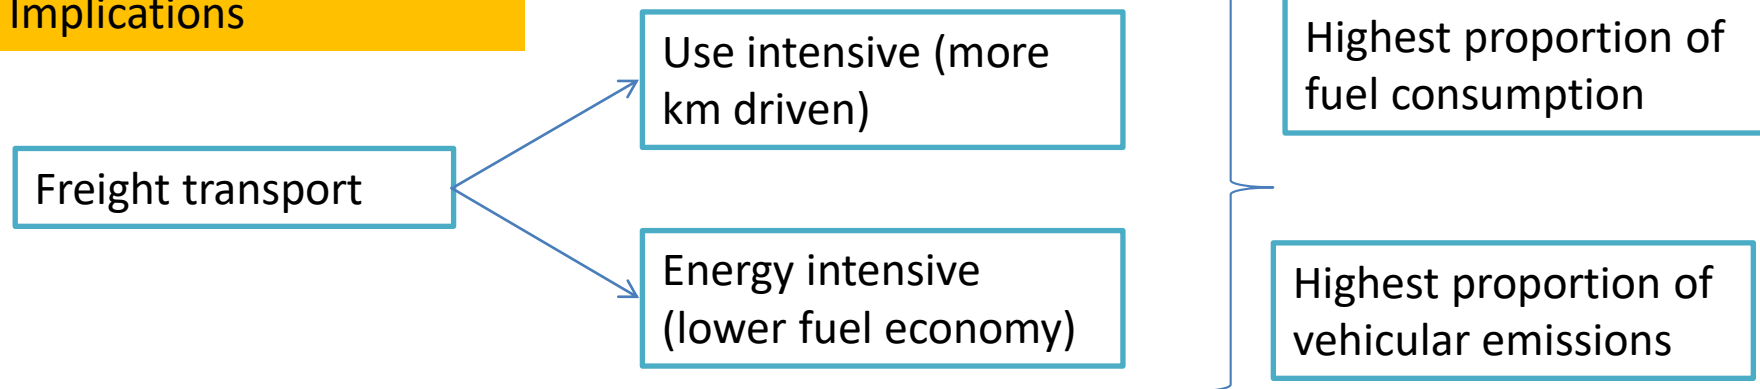 Implications
Use intensive (more
km driven)
Highest proportion of
fuel consumption
Freight transport
Energy intensive
(lower fuel economy)
Highest proportion of
vehicular emissions